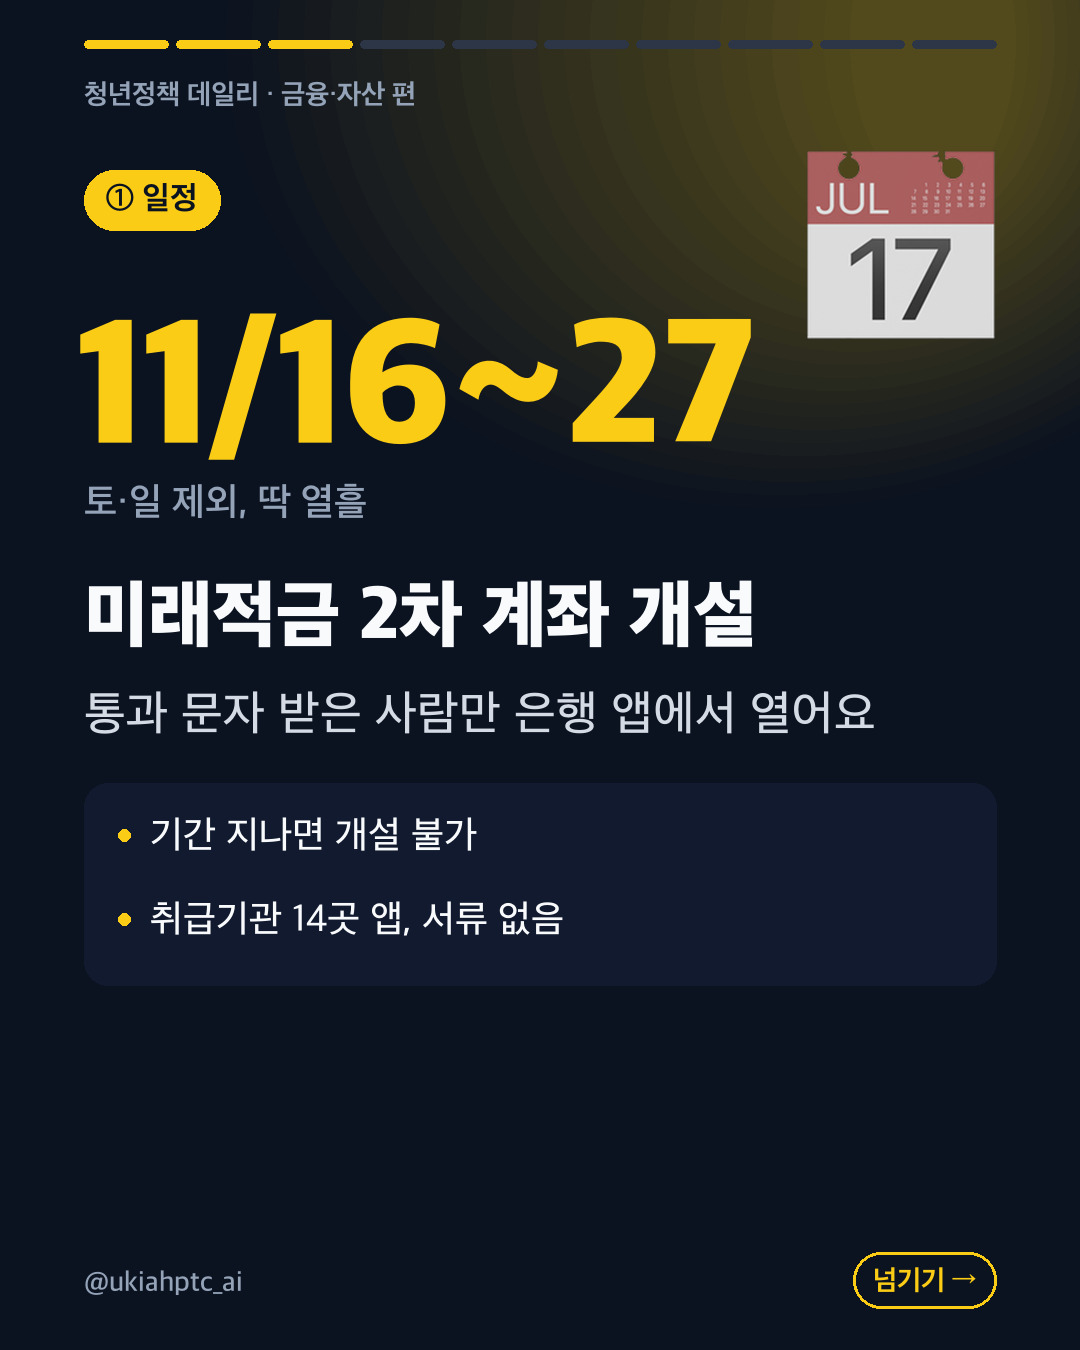 청년정책 데일리 · 금융·자산 편
① 일정
JUL
17
11/16~27
토·일 제외, 딱 열흘
미래적금 2차 계좌 개설
통과 문자 받은 사람만 은행 앱에서 열어요
기간 지나면 개설 불가
취급기관 14곳 앱, 서류 없음
@ukiahptc_ai
넘기기 →